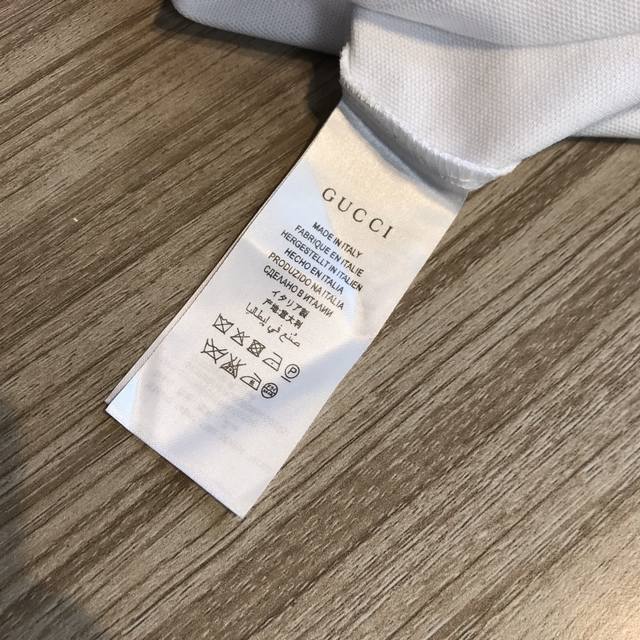 GUCCI
MADE IN ITALY
FABRIQUE EN ITALIE
HERGESTELLT IN ITALIEN
HECHO EN ITALIA
PRODUZIDO NA ITALIA
СДЕЛАНО В ИТАЛИИ
イタリア製
产地:意大利
صنع في إيطاليا